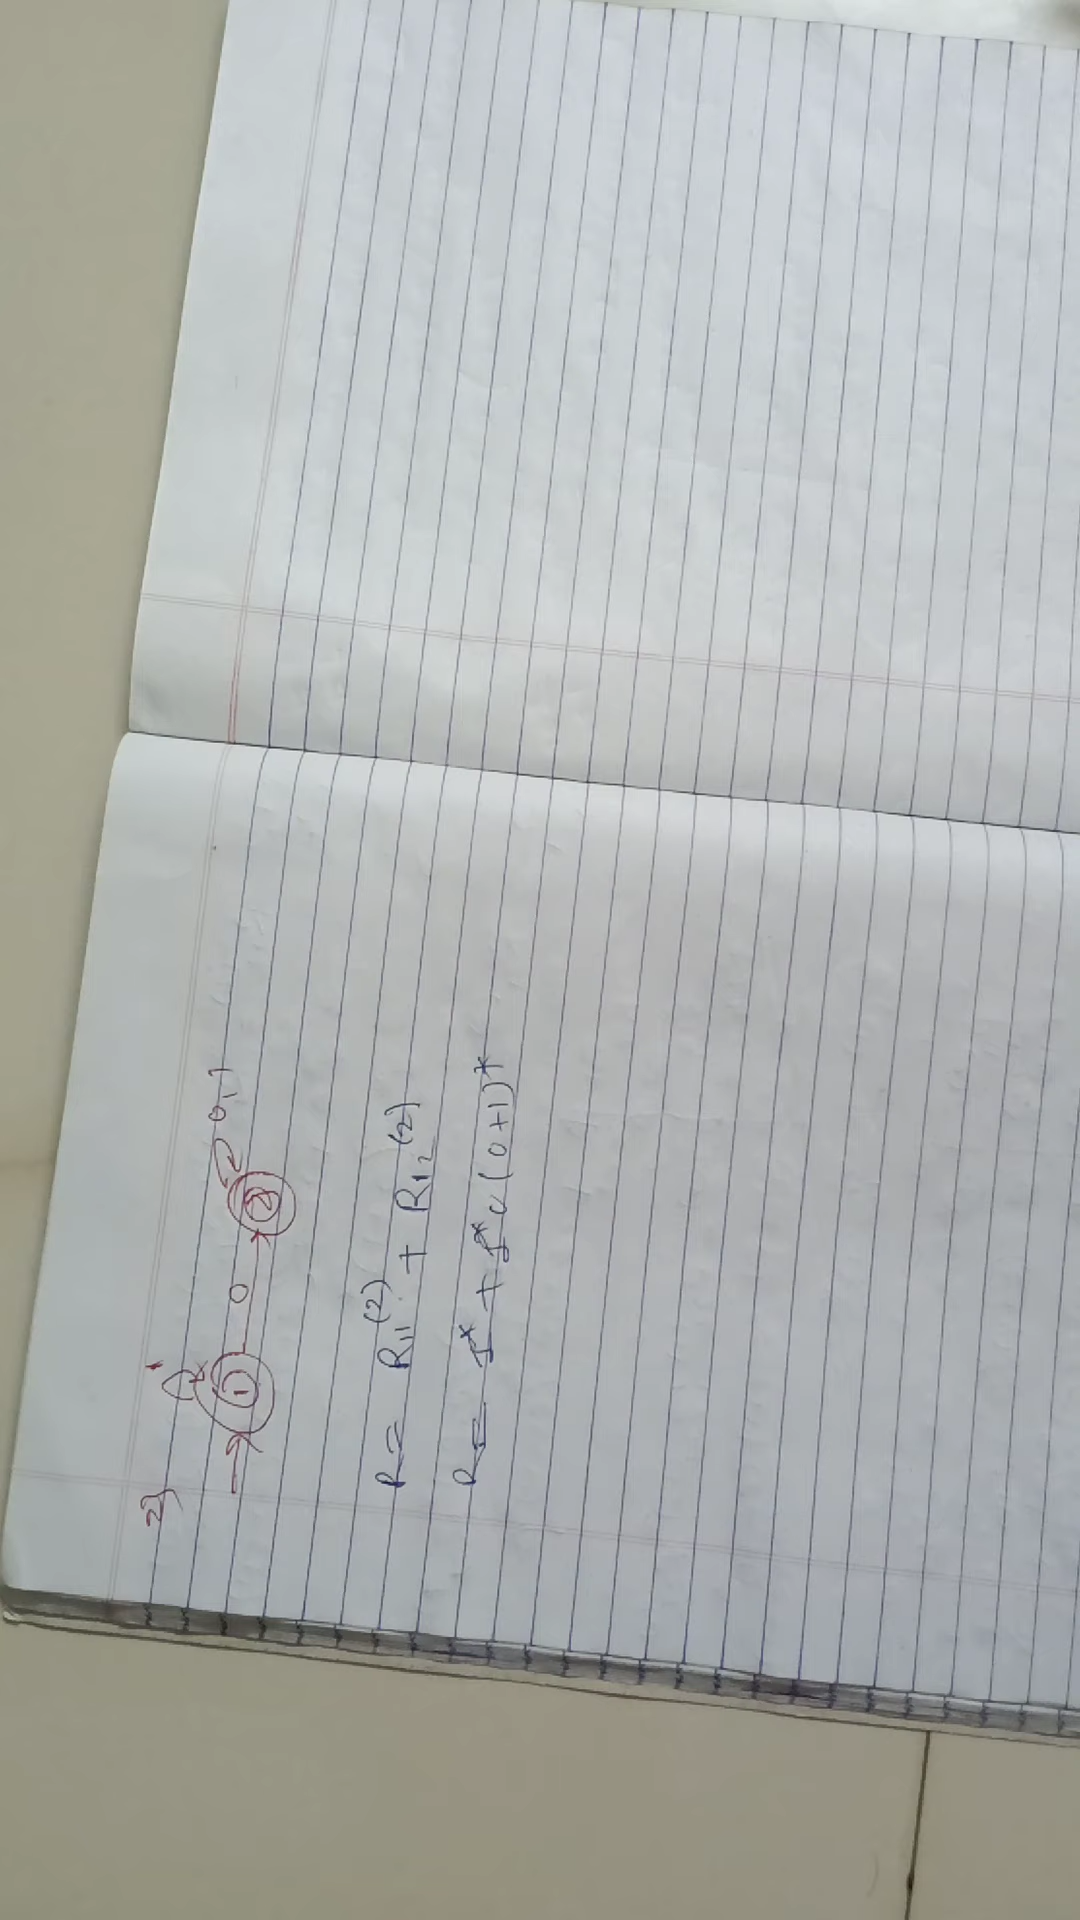 2)
1
→ 1 0 2 0,1
R = R₁₁⁽²⁾ + R₁₂⁽²⁾
R = 1* + 1*0(0+1)*